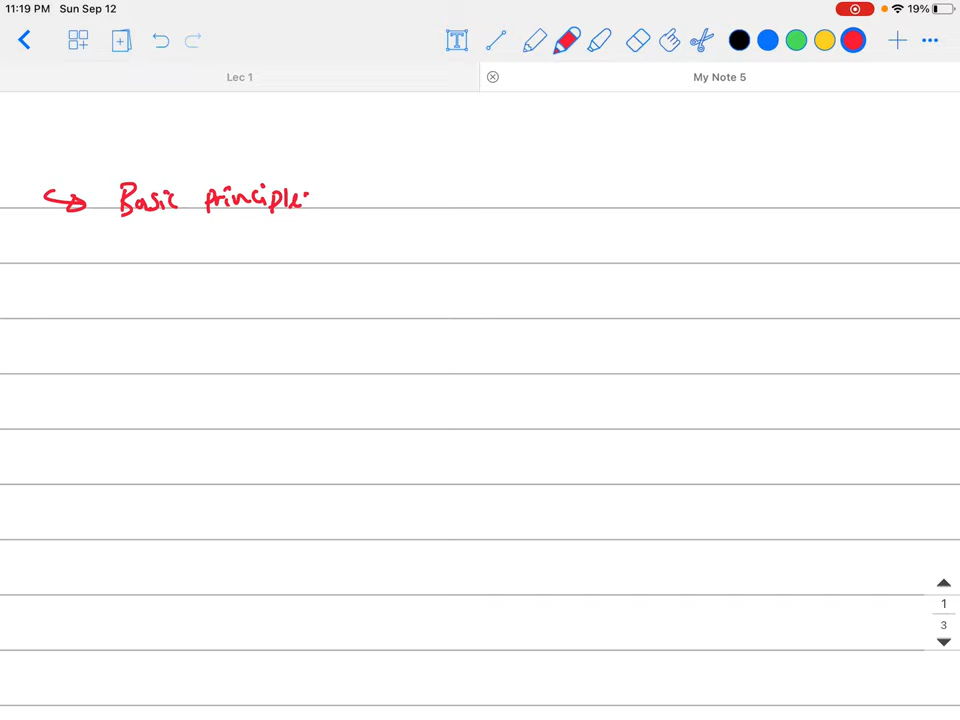 11:19 PM Sun Sep 12 19%
T
Lec 1 My Note 5
↪ Basic principle
1
3